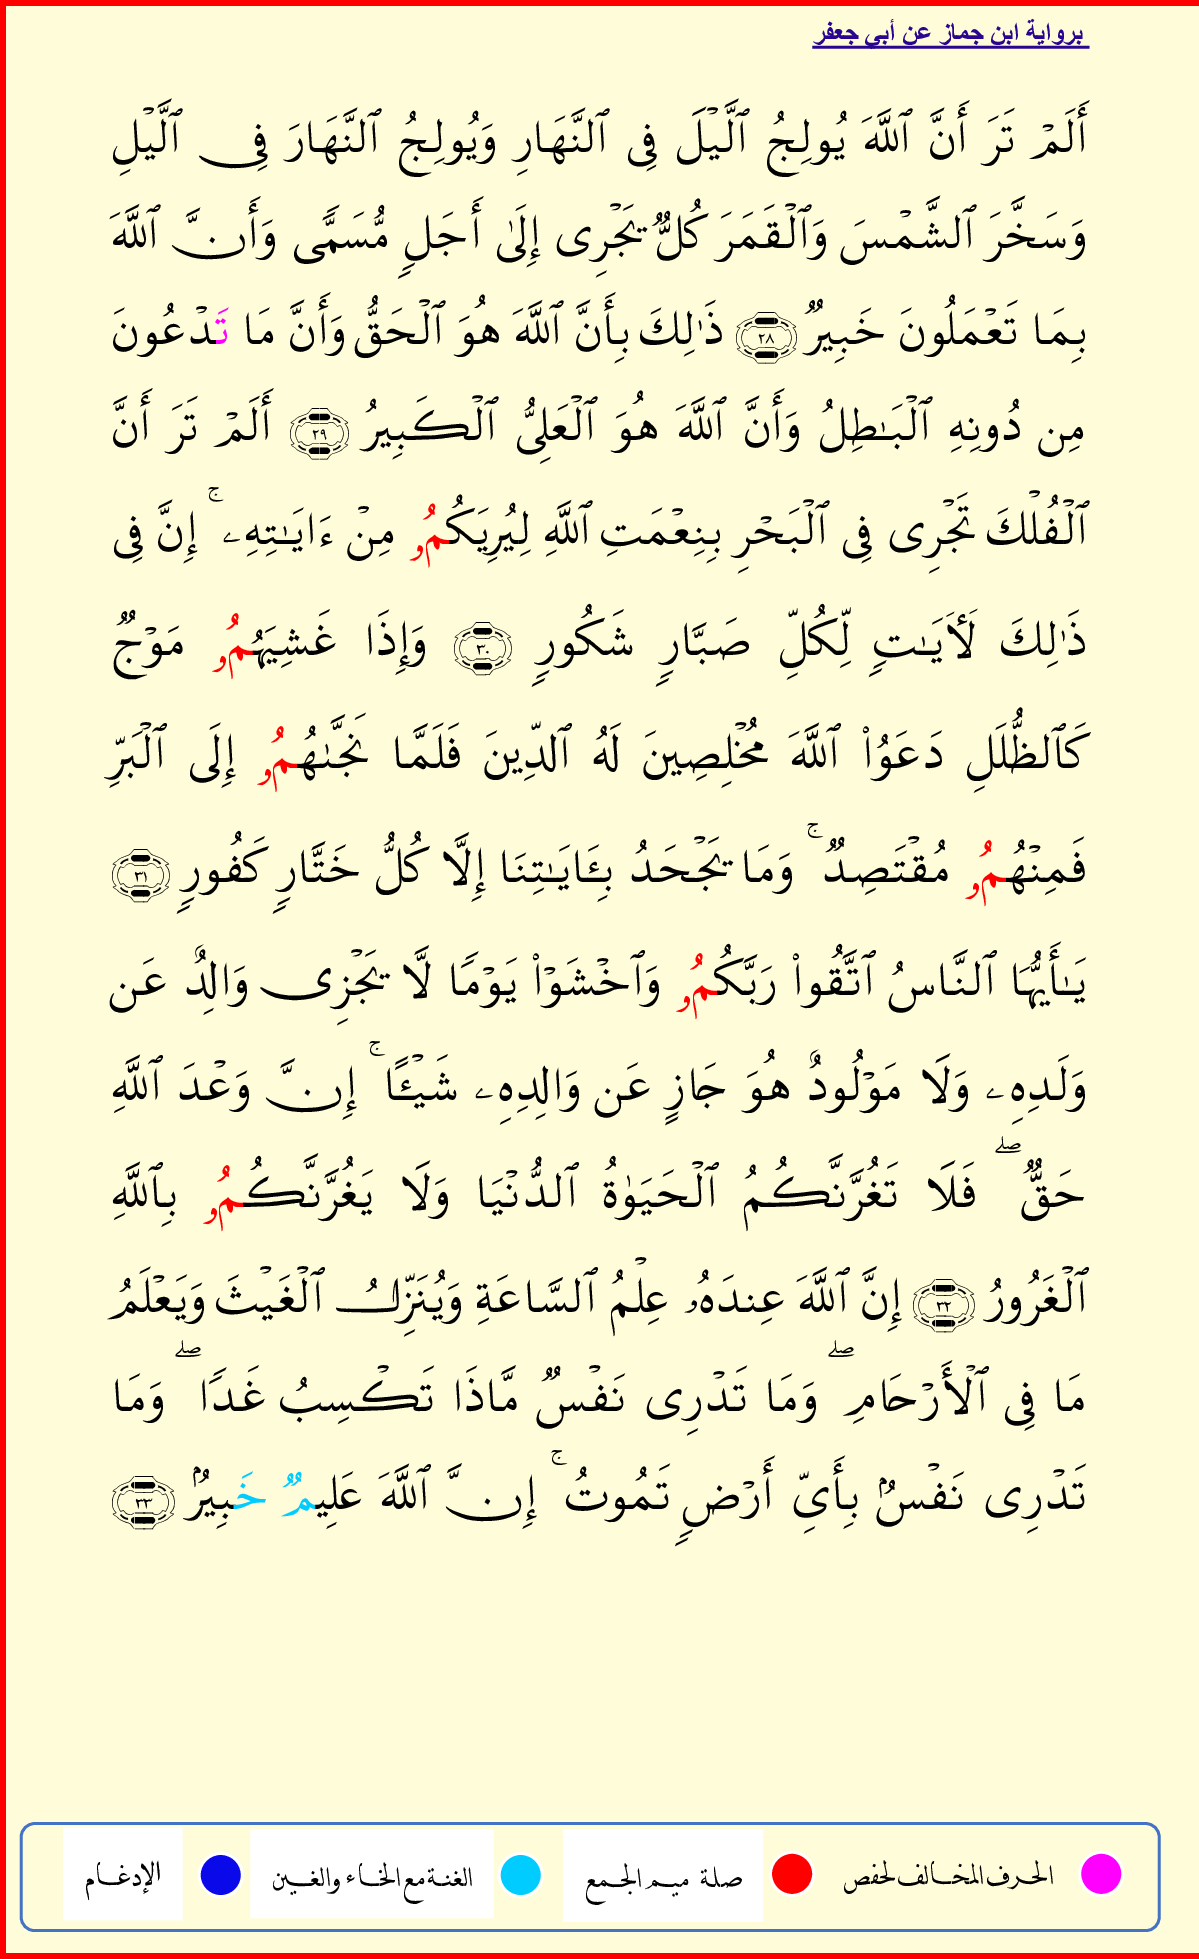 برواية ابن جماز عن أبي جعفر
أَلَمۡ تَرَ أَنَّ ٱللَّهَ يُولِجُ ٱلَّيۡلَ فِى ٱلنَّهَارِ وَيُولِجُ ٱلنَّهَارَ فِى ٱلَّيۡلِ
وَسَخَّرَ ٱلشَّمۡسَ وَٱلۡقَمَرَ كُلّٞ يَجۡرِى إِلَىٰ أَجَلٖ مُّسَمّٗى وَأَنَّ ٱللَّهَ
بِمَا تَعۡمَلُونَ خَبِيرٞ ٢٨ ذَٰلِكَ بِأَنَّ ٱللَّهَ هُوَ ٱلۡحَقُّ وَأَنَّ مَا تَدۡعُونَ
مِن دُونِهِ ٱلۡبَٰطِلُ وَأَنَّ ٱللَّهَ هُوَ ٱلۡعَلِىُّ ٱلۡكَبِيرُ ٢٩ أَلَمۡ تَرَ أَنَّ
ٱلۡفُلۡكَ تَجۡرِى فِى ٱلۡبَحۡرِ بِنِعۡمَتِ ٱللَّهِ لِيُرِيَكُمُۥ مِنۡ ءَايَٰتِهِۦۚ إِنَّ فِى
ذَٰلِكَ لَأٓيَٰتٖ لِّكُلِّ صَبَّارٖ شَكُورٖ ٣٠ وَإِذَا غَشِيَهُمُۥ مَوۡجٞ
كَٱلظُّلَلِ دَعَوُاْ ٱللَّهَ مُخۡلِصِينَ لَهُ ٱلدِّينَ فَلَمَّا نَجَّىٰهُمُۥ إِلَى ٱلۡبَرِّ
فَمِنۡهُمُۥ مُقۡتَصِدٞۚ وَمَا يَجۡحَدُ بِـَٔايَٰتِنَا إِلَّا كُلُّ خَتَّارٖ كَفُورٖ ٣١
يَٰأَيُّهَا ٱلنَّاسُ ٱتَّقُواْ رَبَّكُمُۥ وَٱخۡشَوۡاْ يَوۡمٗا لَّا يَجۡزِى وَالِدٌ عَن
وَلَدِهِۦ وَلَا مَوۡلُودٌ هُوَ جَازٍ عَن وَالِدِهِۦ شَيۡـًٔاۚ إِنَّ وَعۡدَ ٱللَّهِ
حَقّٞۖ فَلَا تَغُرَّنَّكُمُ ٱلۡحَيَوٰةُ ٱلدُّنۡيَا وَلَا يَغُرَّنَّكُمُۥ بِٱللَّهِ
ٱلۡغَرُورُ ٣٢ إِنَّ ٱللَّهَ عِندَهُۥ عِلۡمُ ٱلسَّاعَةِ وَيُنَزِّلُ ٱلۡغَيۡثَ وَيَعۡلَمُ
مَا فِى ٱلۡأَرۡحَامِۖ وَمَا تَدۡرِى نَفۡسٞ مَّاذَا تَكۡسِبُ غَدٗاۖ وَمَا
تَدۡرِى نَفۡسُۢ بِأَىِّ أَرۡضٖ تَمُوتُۚ إِنَّ ٱللَّهَ عَلِيمٞ خَبِيرُۢ ٣٣
الحرف المخالف لحفص صلة ميم الجمع الغنة مع الخاء والغين الإدغام